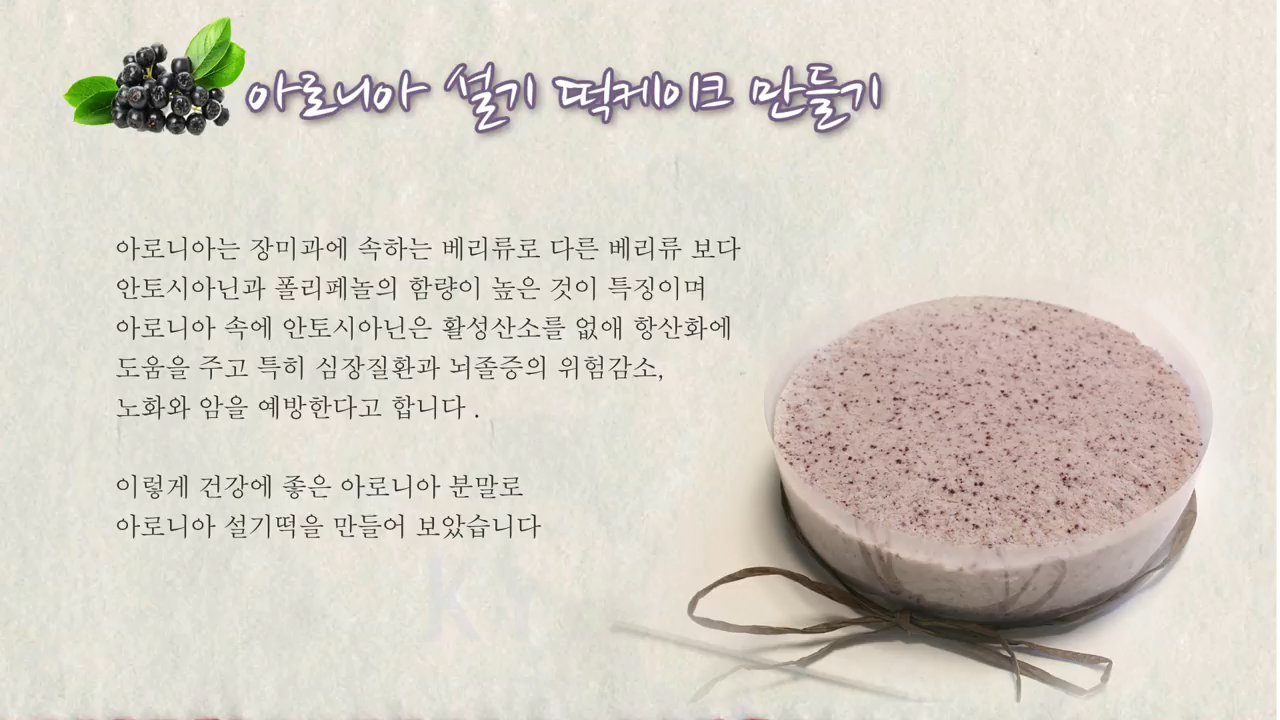 아로니아 설기 떡케이크 만들기
아로니아는 장미과에 속하는 베리류로 다른 베리류 보다
안토시아닌과 폴리페놀의 함량이 높은 것이 특징이며
아로니아 속에 안토시아닌은 활성산소를 없애 항산화에
도움을 주고 특히 심장질환과 뇌졸중의 위험감소,
노화와 암을 예방한다고 합니다 .
이렇게 건강에 좋은 아로니아 분말로
아로니아 설기떡을 만들어 보았습니다